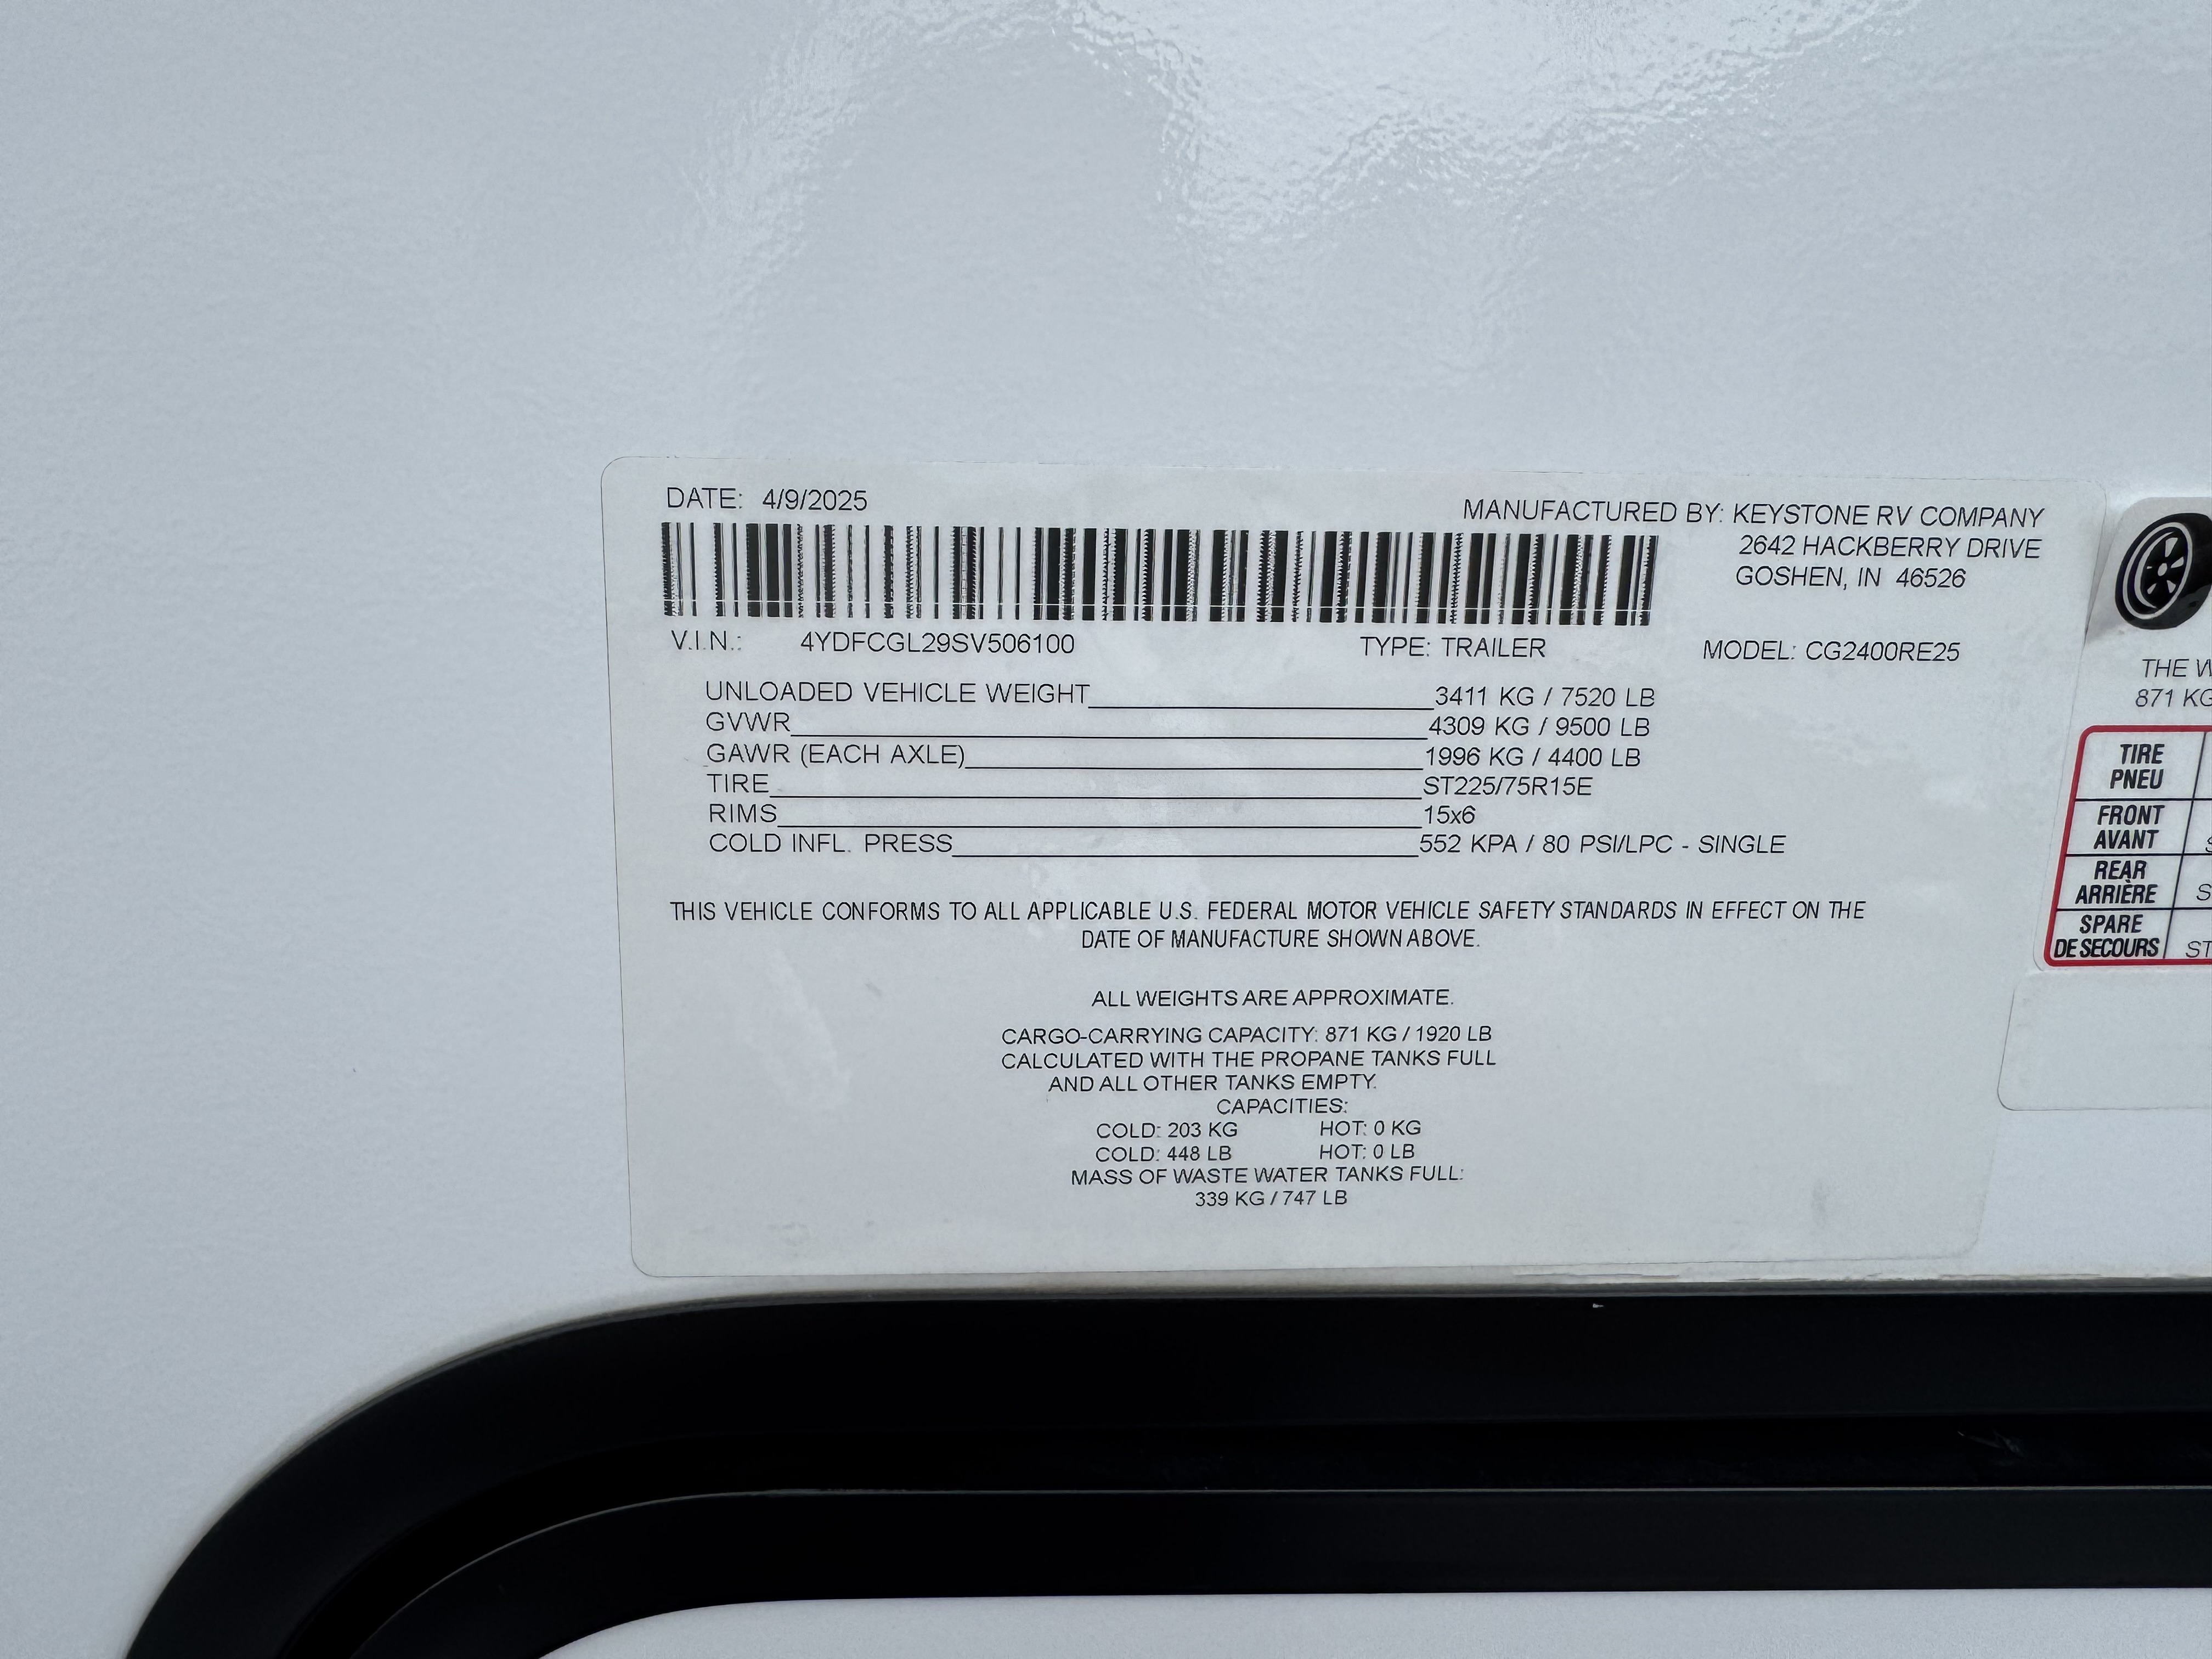 DATE: 4/9/2025
MANUFACTURED BY: KEYSTONE RV COMPANY
2642 HACKBERRY DRIVE
GOSHEN, IN 46526
V.I.N.: 4YDFCGL29SV506100 TYPE: TRAILER MODEL: CG2400RE25
UNLOADED VEHICLE WEIGHT 3411 KG / 7520 LB
GVWR 4309 KG / 9500 LB
GAWR (EACH AXLE) 1996 KG / 4400 LB
TIRE ST225/75R15E
RIMS 15x6
COLD INFL. PRESS 552 KPA / 80 PSI/LPC - SINGLE
THIS VEHICLE CONFORMS TO ALL APPLICABLE U.S. FEDERAL MOTOR VEHICLE SAFETY STANDARDS IN EFFECT ON THE
DATE OF MANUFACTURE SHOWN ABOVE.
ALL WEIGHTS ARE APPROXIMATE.
CARGO-CARRYING CAPACITY: 871 KG / 1920 LB
CALCULATED WITH THE PROPANE TANKS FULL
AND ALL OTHER TANKS EMPTY.
CAPACITIES:
COLD: 203 KG HOT: 0 KG
COLD: 448 LB HOT: 0 LB
MASS OF WASTE WATER TANKS FULL:
339 KG / 747 LB
THE
871 KG
TIRE
PNEU
FRONT
AVANT
REAR
ARRIÈRE
SPARE
DE SECOURS
ST